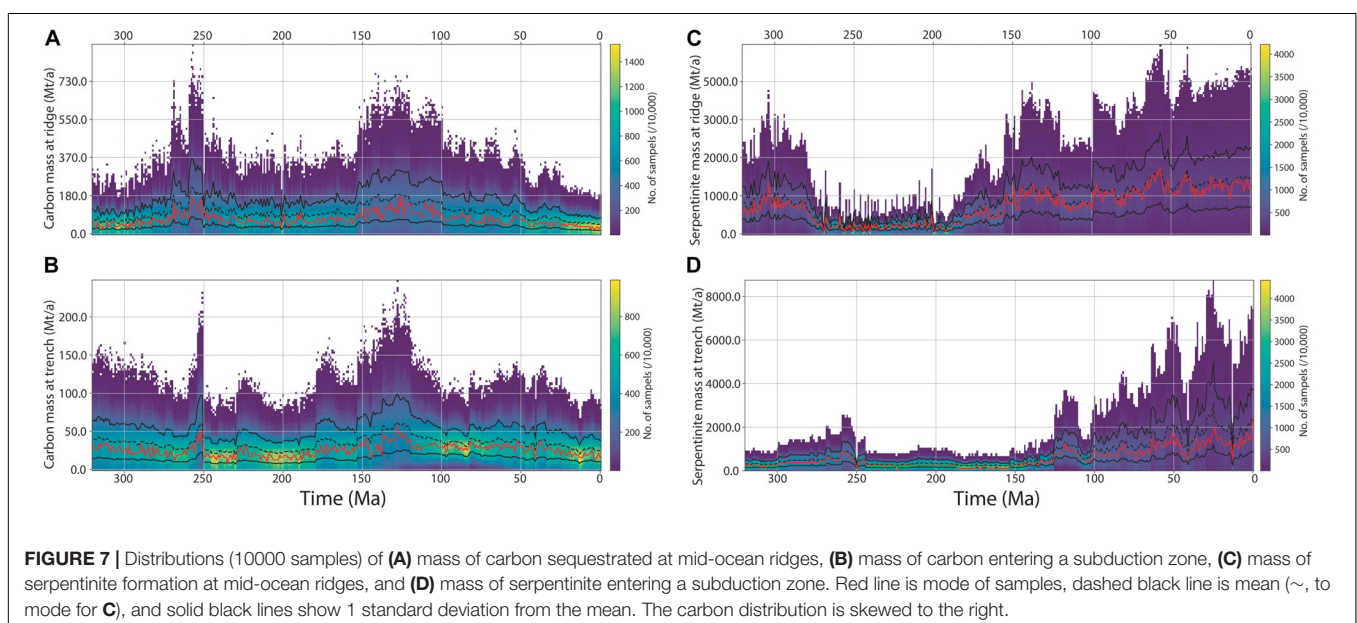 A
300 250 200 150 100 50 0
Carbon mass at ridge (Mt/a)
730.0
550.0
370.0
180.0
0.0
1400
1200
1000
800
600
400
200
No. of sampels (/10,000)
C
300 250 200 150 100 50 0
Serpentinite mass at ridge (Mt/a)
5000.0
3000.0
2000.0
1000.0
0.0
4000
3500
3000
2500
2000
1500
1000
500
No. of samples (/10,000)
B
Carbon mass at trench (Mt/a)
200.0
150.0
100.0
50.0
0.0
300 250 200 150 100 50 0
Time (Ma)
800
600
400
200
No. of samples (/10,000)
D
Serpentinite mass at trench (Mt/a)
8000.0
6000.0
4000.0
2000.0
0.0
300 250 200 150 100 50 0
Time (Ma)
4000
3500
3000
2500
2000
1500
1000
500
No. of sampels (/10,000)
FIGURE 7 | Distributions (10000 samples) of (A) mass of carbon sequestrated at mid-ocean ridges, (B) mass of carbon entering a subduction zone, (C) mass of
serpentinite formation at mid-ocean ridges, and (D) mass of serpentinite entering a subduction zone. Red line is mode of samples, dashed black line is mean (~, to
mode for C), and solid black lines show 1 standard deviation from the mean. The carbon distribution is skewed to the right.